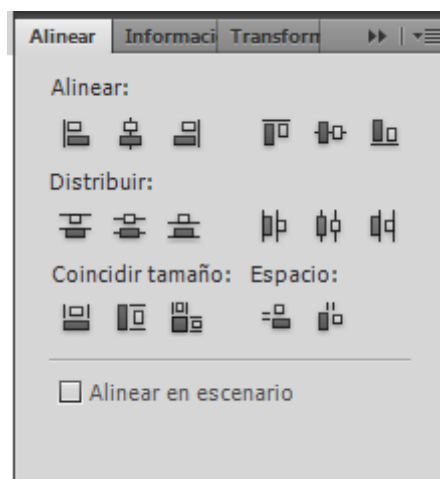 Alinear Informaci Transform
Alinear:
Distribuir:
Coincidir tamaño: Espacio:
Alinear en escenario